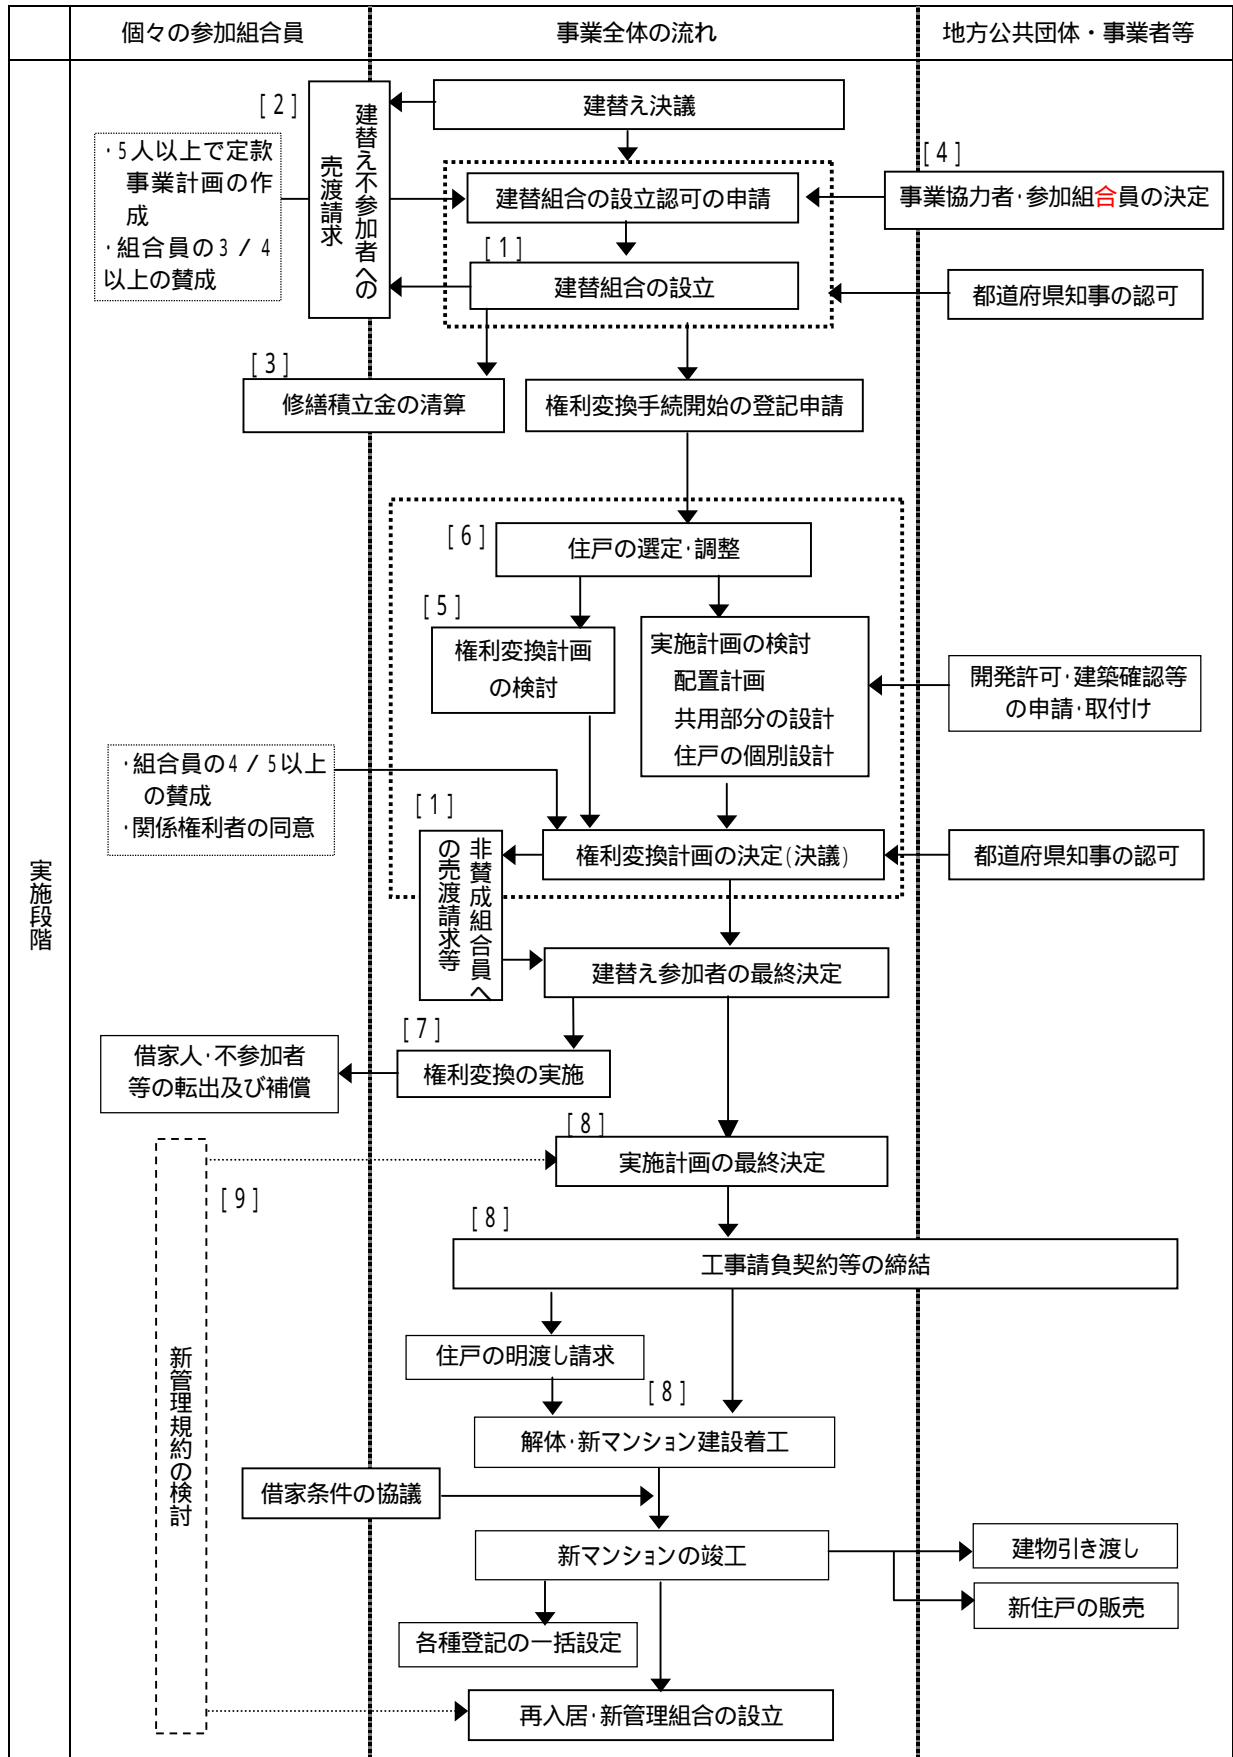 個々の参加組合員
事業全体の流れ
地方公共団体・事業者等
実施段階
建替え決議
[2]
建替え不参加者への
売渡請求
・5人以上で定款
事業計画の作
成
・組合員の3/4
以上の賛成
[4]
建替組合の設立認可の申請
事業協力者・参加組合員の決定
[1]
建替組合の設立
都道府県知事の認可
[3]
修繕積立金の清算
権利変換手続開始の登記申請
[6]
住戸の選定・調整
[5]
権利変換計画
の検討
実施計画の検討
配置計画
共用部分の設計
住戸の個別設計
開発許可・建築確認等
の申請・取付け
・組合員の4/5以上
の賛成
・関係権利者の同意
[1]
非賛成組合員へ
の売渡請求等
権利変換計画の決定(決議)
都道府県知事の認可
建替え参加者の最終決定
[7]
借家人・不参加者
等の転出及び補償
権利変換の実施
[8]
実施計画の最終決定
[9]
新管理規約の検討
[8]
工事請負契約等の締結
住戸の明渡し請求
[8]
解体・新マンション建設着工
借家条件の協議
新マンションの竣工
建物引き渡し
新住戸の販売
各種登記の一括設定
再入居・新管理組合の設立